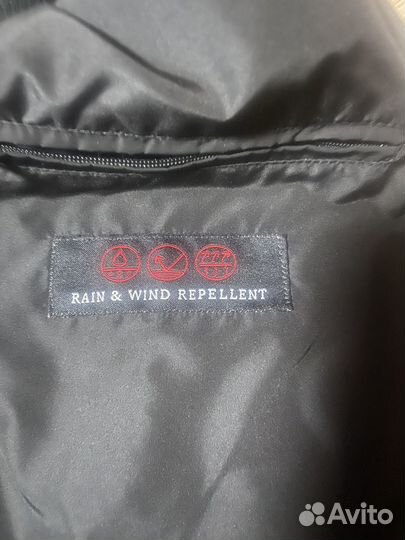 RAIN & WIND REPELLENT
Avito